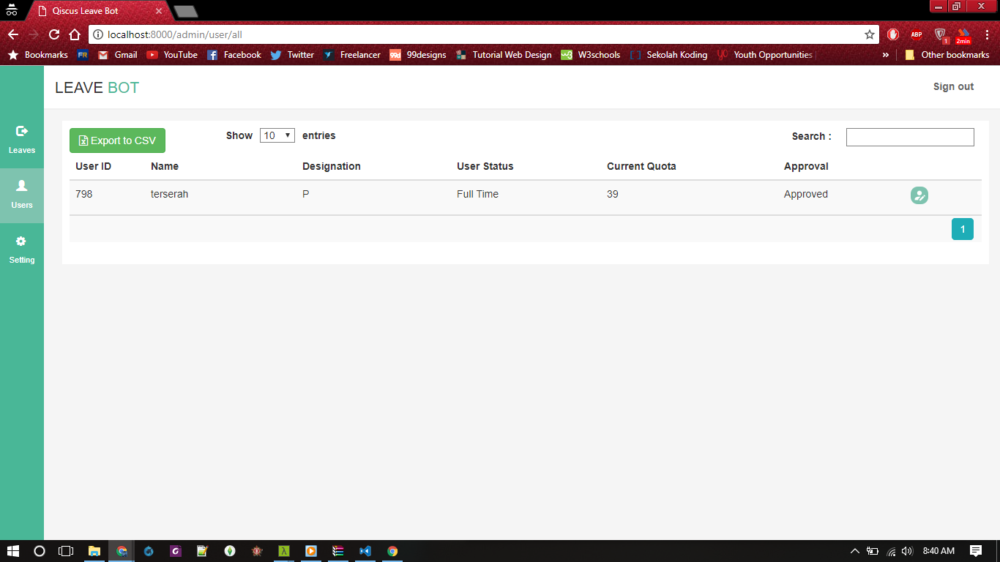 Qiscus Leave Bot
localhost:8000/admin/user/all
ABP
1
2min
Bookmarks FR Gmail YouTube Facebook Twitter Freelancer 99d 99designs Tutorial Web Design W3schools Sekolah Koding YO Youth Opportunities » Other bookmarks
LEAVE BOT
Sign out
Leaves
Users
Setting
Export to CSV Show 10 entries Search :
User ID Name Designation User Status Current Quota Approval
798 terserah P Full Time 39 Approved
1
8:40 AM